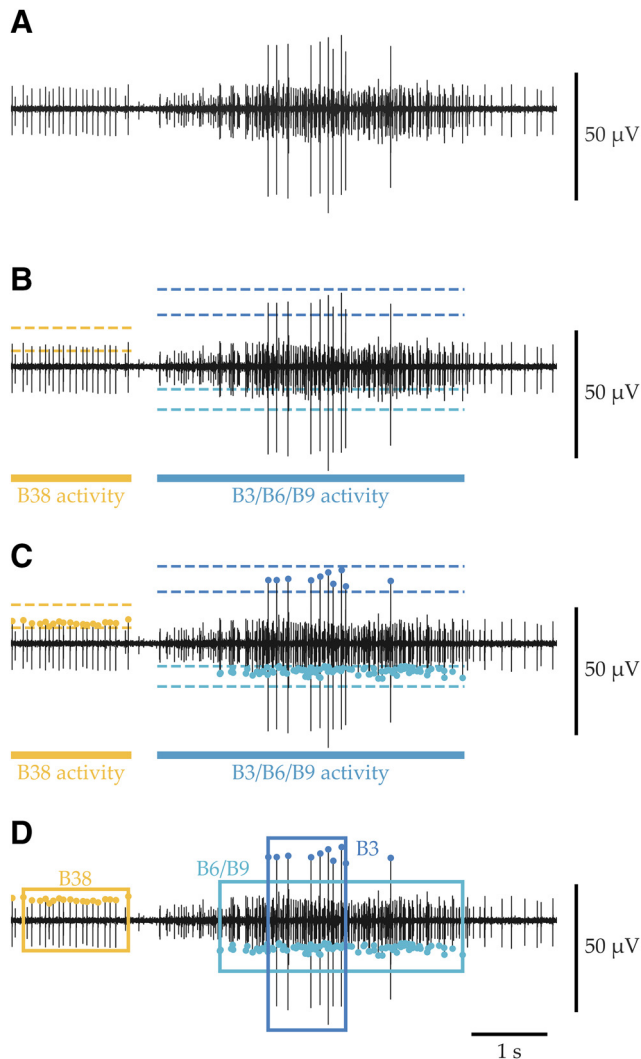 A
50 µV
B
50 µV
B38 activity
B3/B6/B9 activity
C
50 µV
B38 activity
B3/B6/B9 activity
D
B3
B6/B9
B38
50 µV
1 s